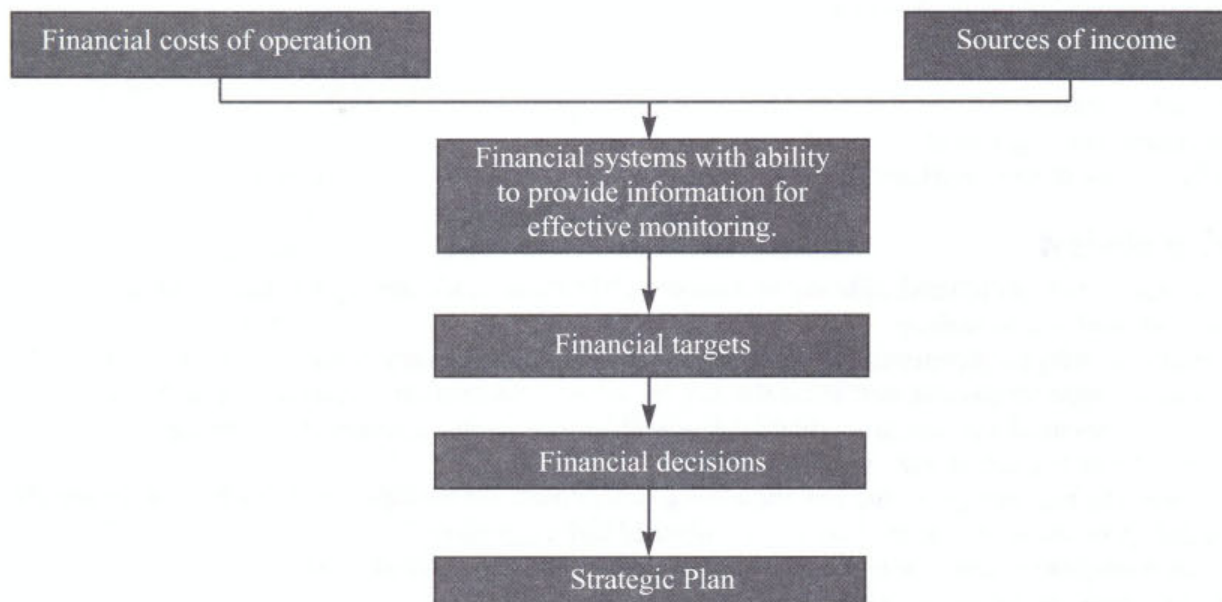 Financial costs of operation
Sources of income
Financial systems with ability
to provide information for
effective monitoring.
Financial targets
Financial decisions
Strategic Plan